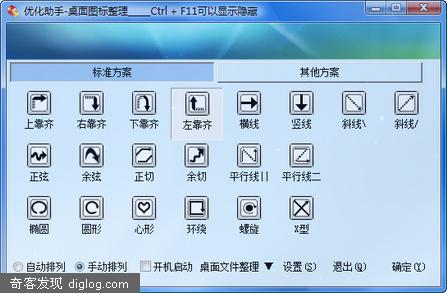 优化助手-桌面图标整理____Ctrl + F11可以显示隐藏
标准方案 其他方案
上靠齐 右靠齐 下靠齐 左靠齐 横线 竖线 斜线\ 斜线/
正弦 余弦 正切 余切 平行线|| 平行线二
椭圆 圆形 心形 环绕 螺旋 X型
自动排列 手动排列 开机启动 桌面文件整理 ▼ 设置(S) 退出(Q) 确定(Y)
奇客发现 diglog.com